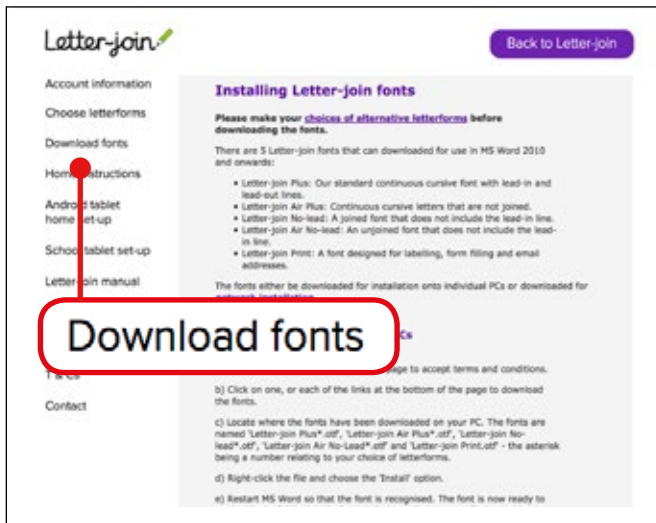 Letter-join
Back to Letter-join
Account information
Choose letterforms
Download fonts
Home instructions
Android tablet
home set-up
School tablet set-up
Letter-join manual
T & Cs
Contact
Installing Letter-join fonts
Please make your choices of alternative letterforms before
downloading the fonts.
There are 5 Letter-join fonts that can downloaded for use in MS Word 2010
and onwards:
• Letter-join Plus: Our standard continuous cursive font with lead-in and
lead-out lines.
• Letter-join Air Plus: Continuous cursive letters that are not joined.
• Letter-join No-lead: A joined font that does not include the lead-in line.
• Letter-join Air No-lead: An unjoined font that does not include the lead-
in line.
• Letter-join Print: A font designed for labelling, form filling and email
addresses.
The fonts either be downloaded for installation onto individual PCs or downloaded for
network installation
Download fonts
Cs
page to accept terms and conditions.
b) Click on one, or each of the links at the bottom of the page to download
the fonts.
c) Locate where the fonts have been downloaded on your PC. The fonts are
named 'Letter-join Plus*.otf', 'Letter-join Air Plus*.otf', 'Letter-join No-
lead*.otf', 'Letter-join Air No-Lead*.otf' and 'Letter-join Print.otf' - the asterisk
being a number relating to your choice of letterforms.
d) Right-click the file and choose the 'Install' option.
e) Restart MS Word so that the font is recognised. The font is now ready to